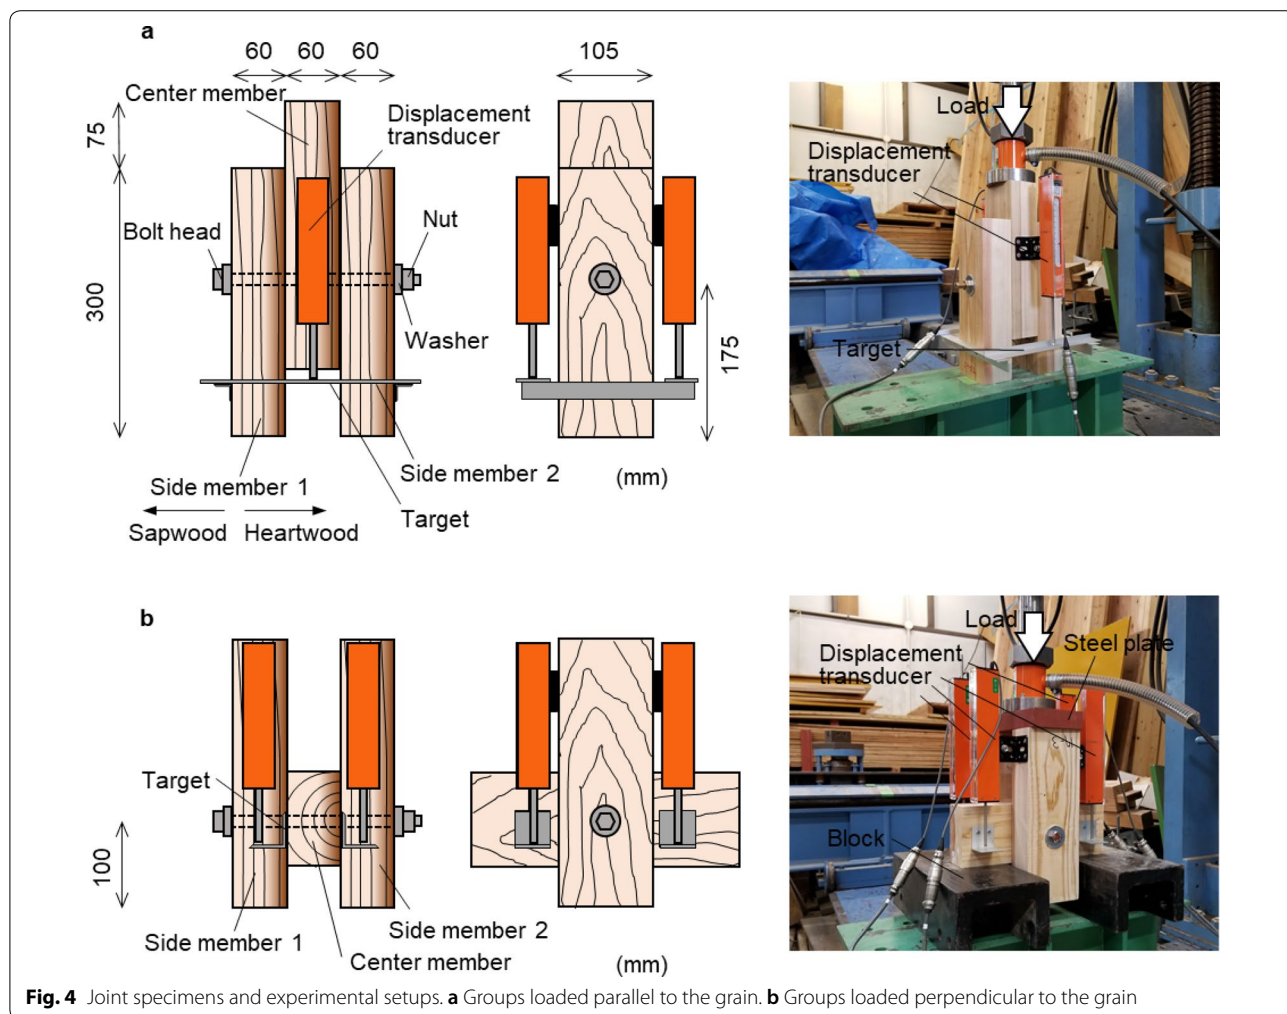 a
60 60 60
105
Center member
Displacement
transducer
75
Bolt head
Nut
300
Washer
175
Side member 1
Side member 2
(mm)
Target
Sapwood Heartwood
Load
Displacement
transducer
Target
b
Target
100
Side member 1
Side member 2
Center member
(mm)
Load
Steel plate
Displacement
transducer
Block
Fig. 4 Joint specimens and experimental setups. a Groups loaded parallel to the grain. b Groups loaded perpendicular to the grain